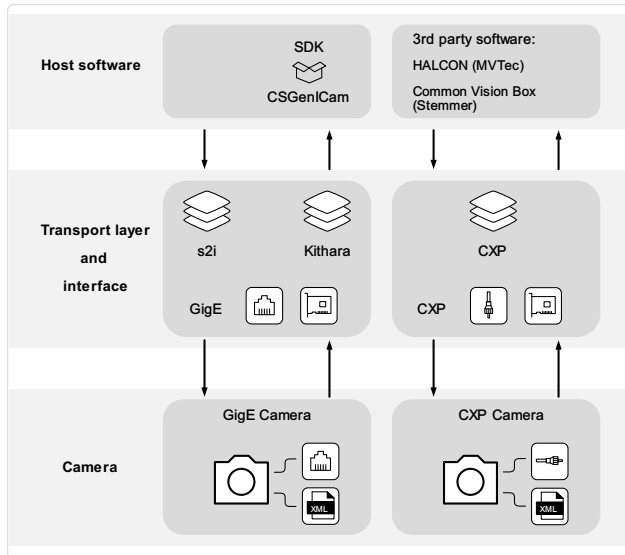 Host software
SDK
CSGenICam
3rd party software:
HALCON (MVTec)
Common Vision Box
(Stemmer)
Transport layer
and
interface
s2i
Kithara
GigE
CXP
CXP
Camera
GigE Camera
XML
CXP Camera
XML